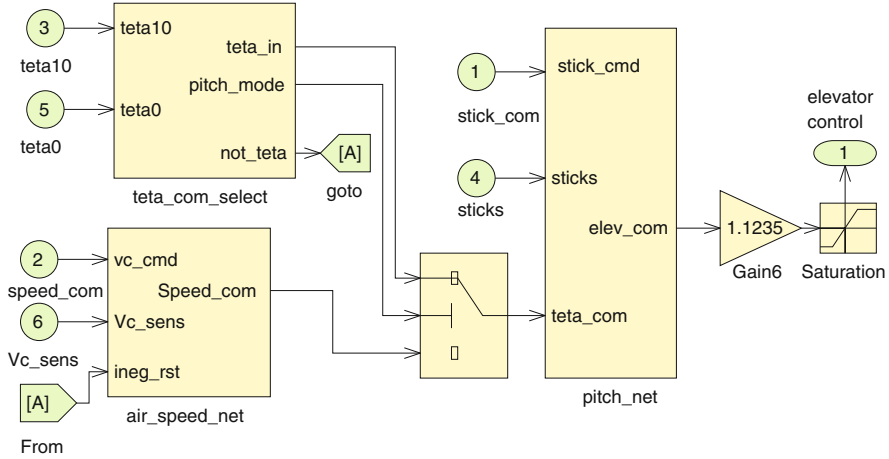 3
teta10
teta10
5
teta0
teta0
teta_in
pitch_mode
not_teta
teta_com_select
[A]
goto
2
speed_com
vc_cmd
6
Vc_sens
Vc_sens
[A]
From
ineg_rst
Speed_com
air_speed_net
1
stick_com
stick_cmd
4
sticks
sticks
elev_com
teta_com
pitch_net
1.1235
Gain6
Saturation
elevator
control
1